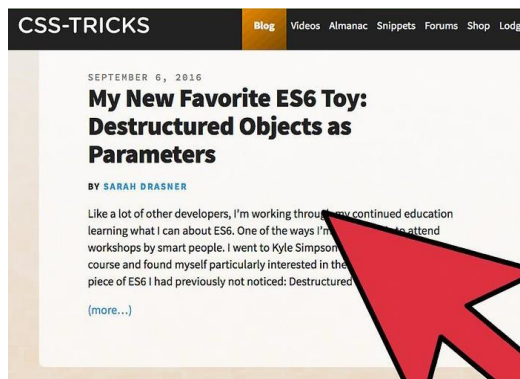 CSS-TRICKS
Blog Videos Almanac Snippets Forums Shop
SEPTEMBER 6, 2016
My New Favorite ES6 Toy:
Destructured Objects as
Parameters
BY SARAH DRASNER
Like a lot of other developers, I'm working through my continued education
learning what I can about ES6. One of the ways I'm to attend
workshops by smart people. I went to Kyle Simpson
course and found myself particularly interested in the
piece of ES6 I had previously not noticed: Destructured
(more...)